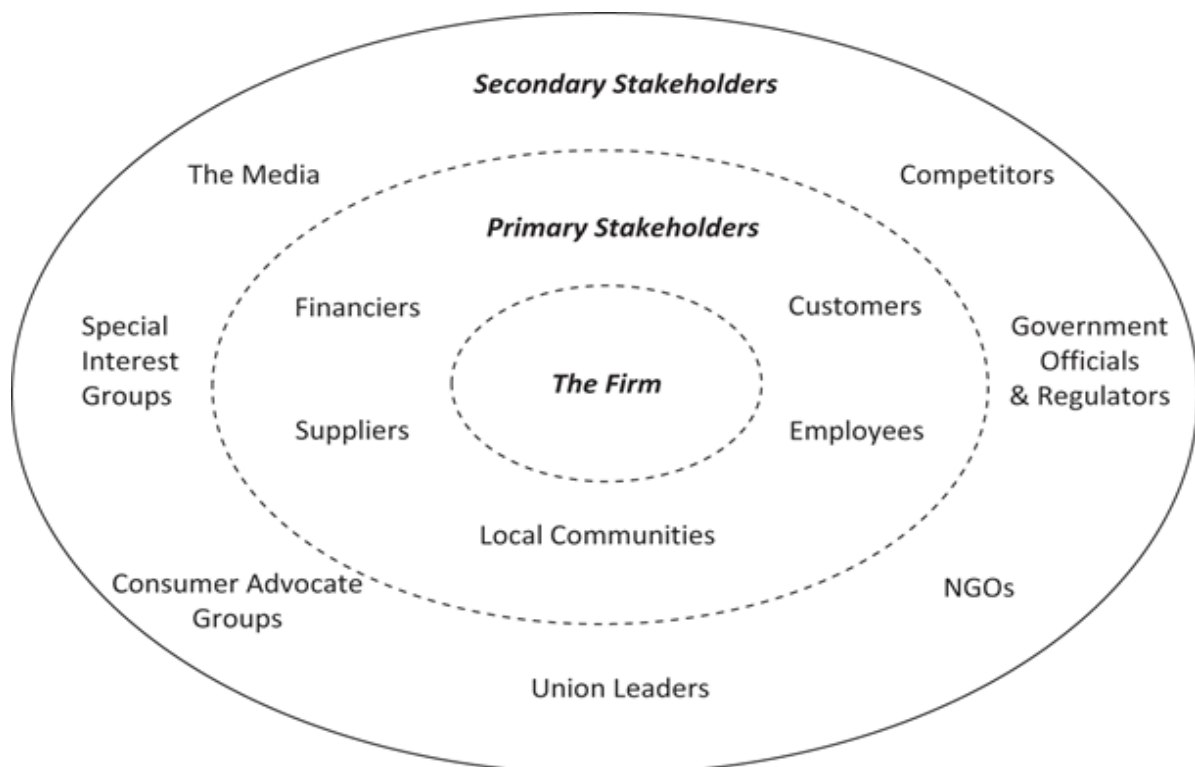 Secondary Stakeholders
The Media
Competitors
Primary Stakeholders
Financiers
Customers
Special
Interest
Groups
Government
Officials
& Regulators
The Firm
Suppliers
Employees
Local Communities
Consumer Advocate
Groups
NGOs
Union Leaders